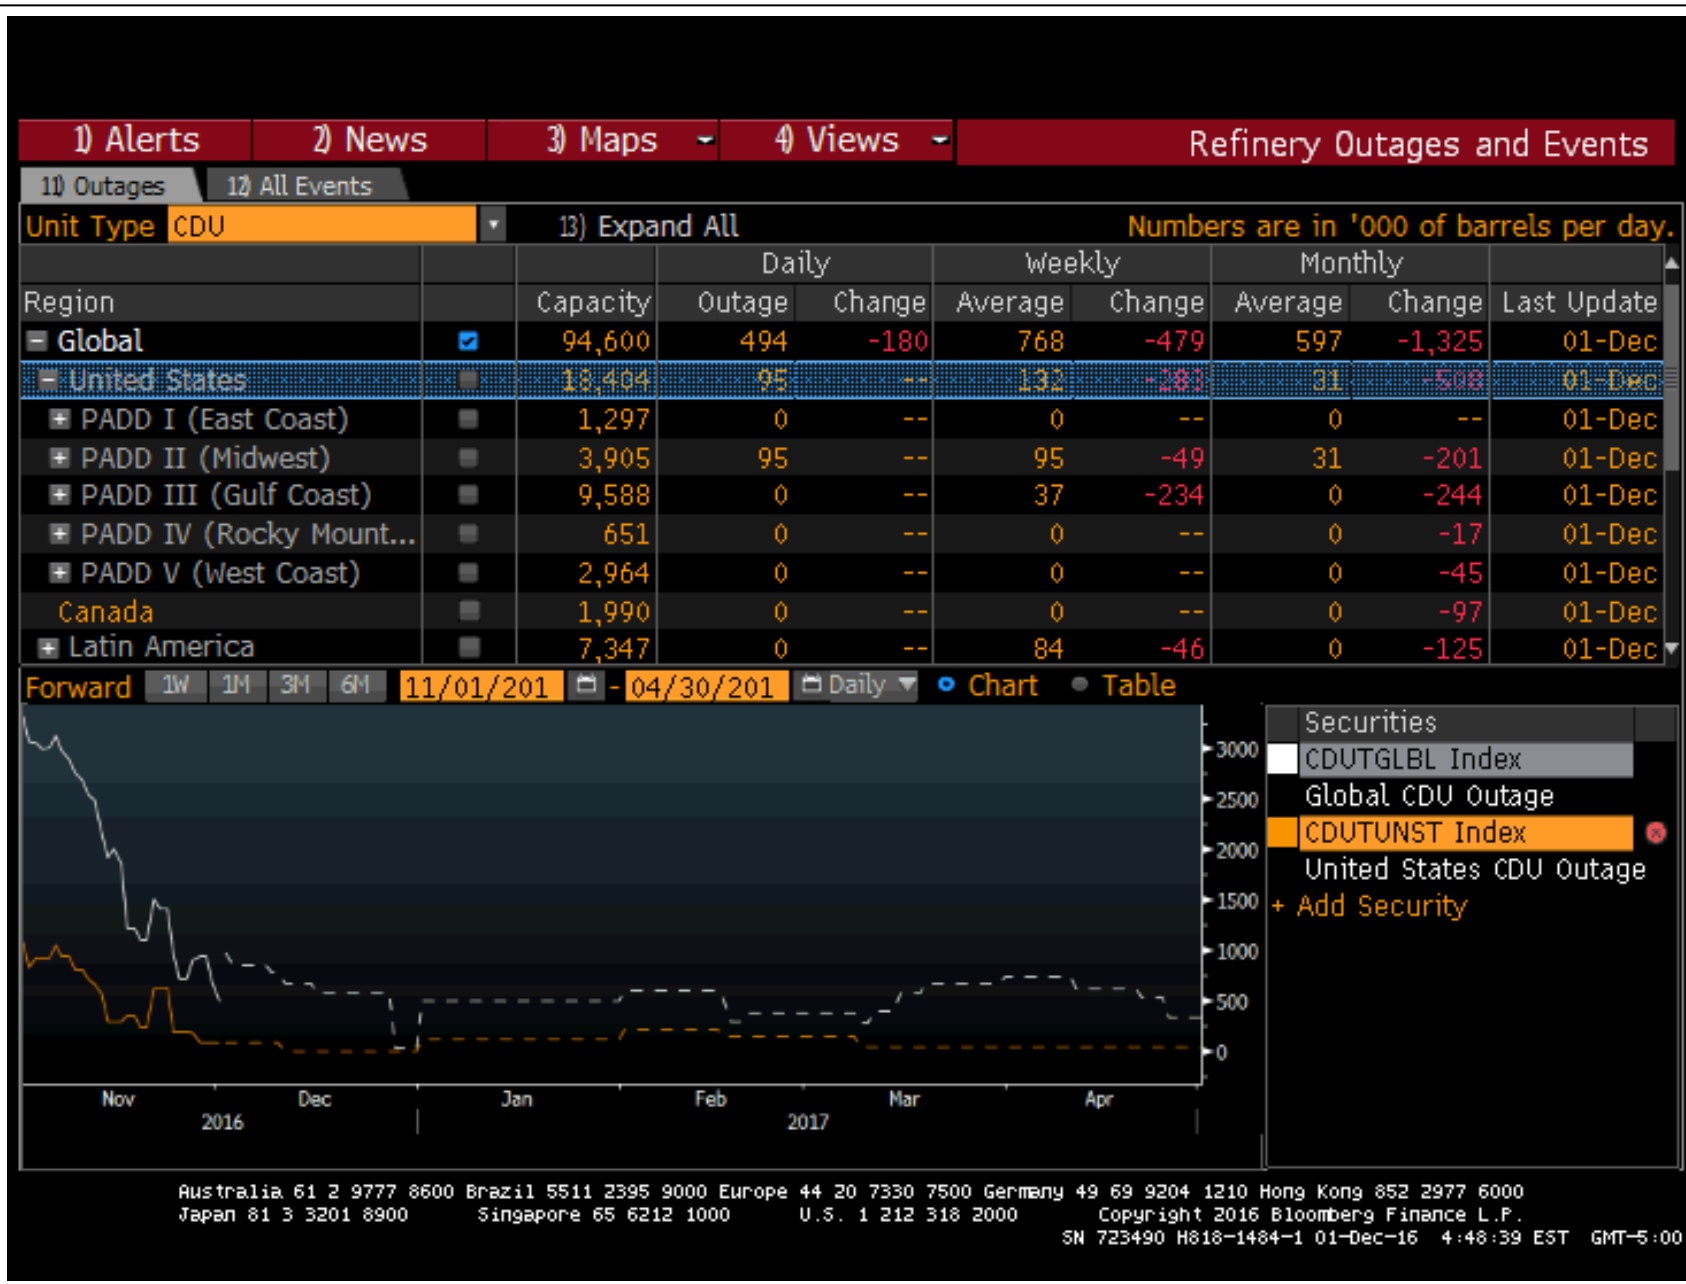 1) Alerts 2) News 3) Maps 4) Views Refinery Outages and Events
11) Outages 12) All Events
Unit Type CDU 13) Expand All Numbers are in '000 of barrels per day.
Daily Weekly Monthly
Region Capacity Outage Change Average Change Average Change Last Update
Global 94,600 494 -180 768 -479 597 -1,325 01-Dec
United States 18,404 95 -- 132 -283 31 -508 01-Dec
PADD I (East Coast) 1,297 0 -- 0 -- 0 -- 01-Dec
PADD II (Midwest) 3,905 95 -- 95 -49 31 -201 01-Dec
PADD III (Gulf Coast) 9,588 0 -- 37 -234 0 -244 01-Dec
PADD IV (Rocky Mount... 651 0 -- 0 -- 0 -17 01-Dec
PADD V (West Coast) 2,964 0 -- 0 -- 0 -45 01-Dec
Canada 1,990 0 -- 0 -- 0 -97 01-Dec
Latin America 7,347 0 -- 84 -46 0 -125 01-Dec
Forward 1W 1M 3M 6M 11/01/201 - 04/30/201 Daily Chart Table
Securities
CDUTGLBL Index
Global CDU Outage
CDUTUNST Index
United States CDU Outage
+ Add Security
3000
2500
2000
1500
1000
500
0
Nov Dec Jan Feb Mar Apr
2016 2017
Australia 61 2 9777 8600 Brazil 5511 2395 9000 Europe 44 20 7330 7500 Germany 49 69 9204 1210 Hong Kong 852 2977 6000
Japan 81 3 3201 8900 Singapore 65 6212 1000 U.S. 1 212 318 2000 Copyright 2016 Bloomberg Finance L.P.
SN 723490 H818-1484-1 01-Dec-16 4:48:39 EST GMT-5:00